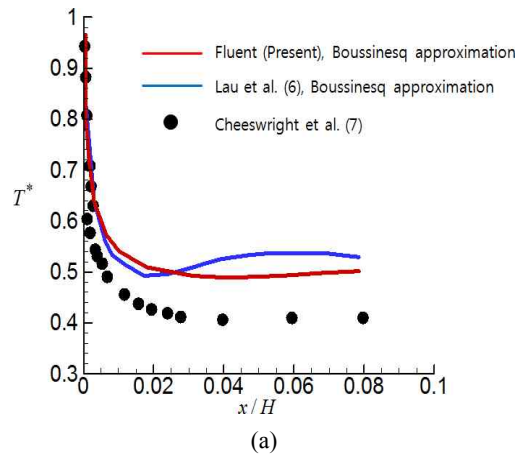 1
0.9
0.8
0.7
0.6
0.5
0.4
0.3
T*
Fluent (Present), Boussinesq approximation
Lau et al. (6), Boussinesq approximation
Cheeswright et al. (7)
0 0.02 0.04 0.06 0.08 0.1
x/H
(a)